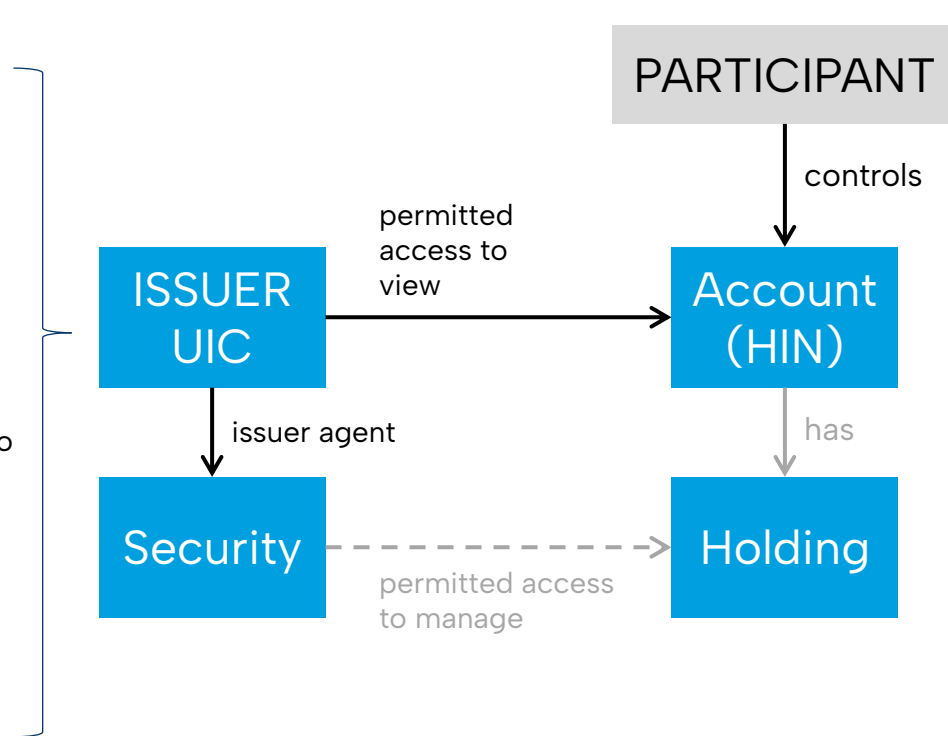 PARTICIPANT
controls
permitted
access to
view
ISSUER
UIC
Account
(HIN)
issuer agent
has
o
Security
Holding
permitted access
to manage